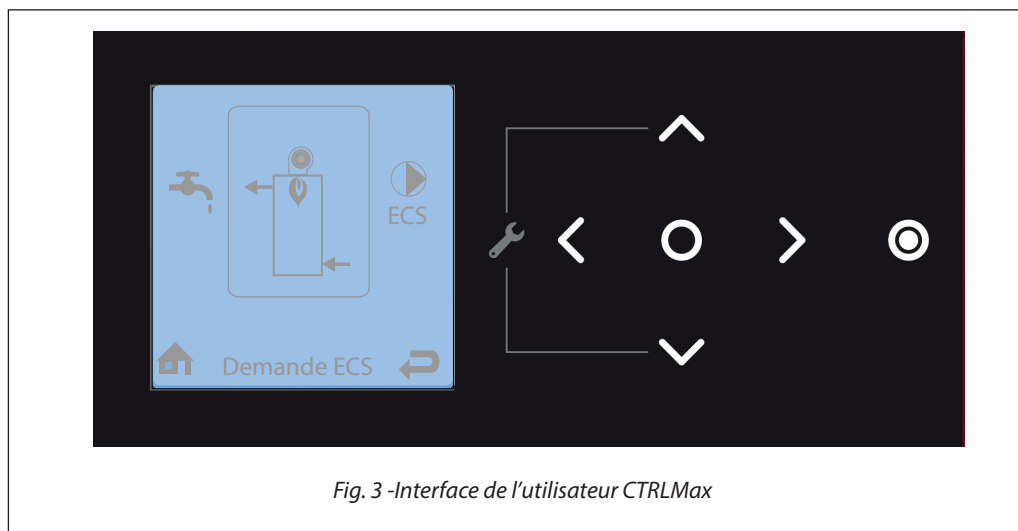 ECS
Demande ECS
Fig. 3 -Interface de l'utilisateur CTRLMax